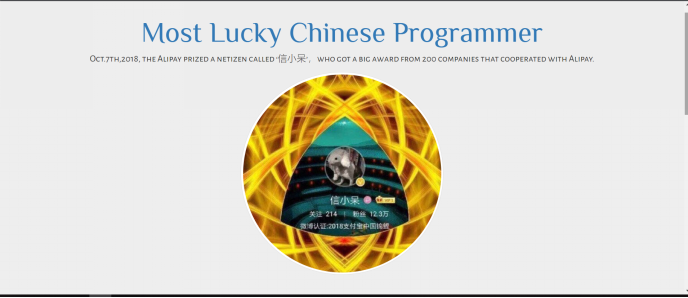 Most Lucky Chinese Programmer
Oct.7th,2018, the Alipay prized a netizen called "信小呆", who got a big award from 200 companies that cooperated with Alipay.
信小呆
关注 214 | 粉丝 12.3万
微博认证:2018支付宝中国锦鲤